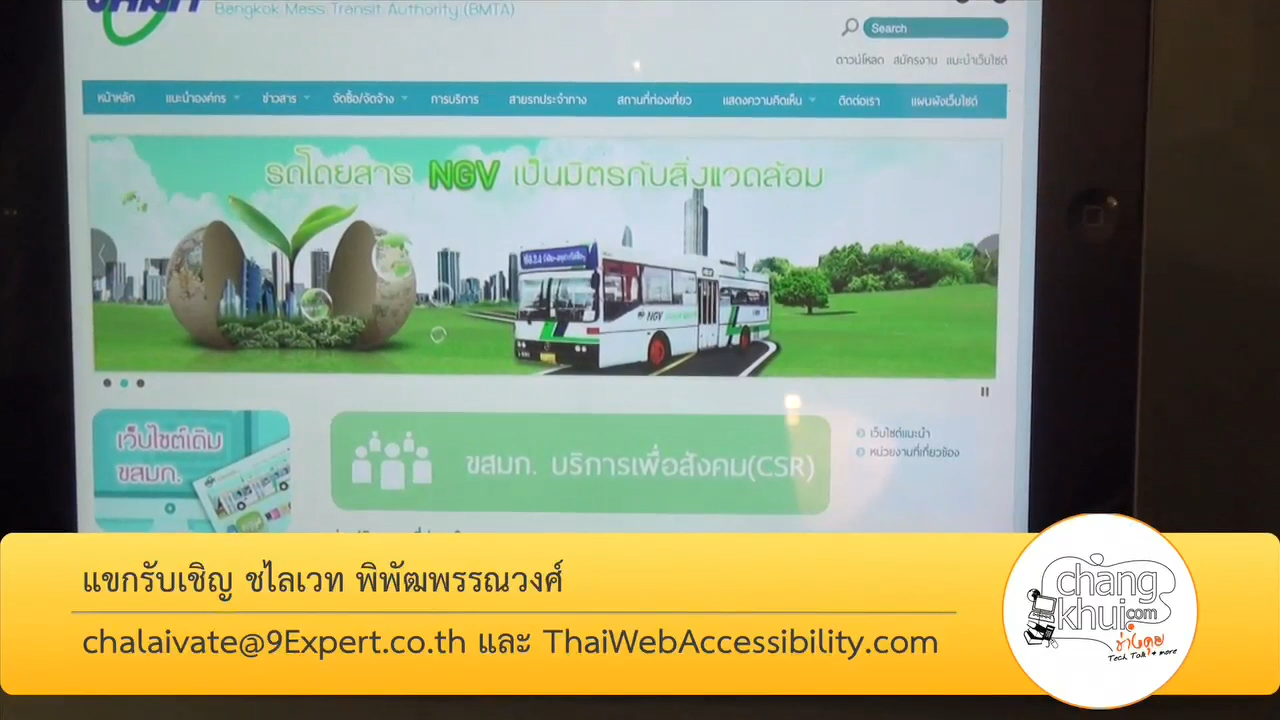 Bangkok Mass Transit Authority (BMTA)
Search
ดาวน์โหลด สมัครงาน แนะนำเว็บไซต์
หน้าหลัก แนะนำองค์กร ข่าวสาร จัดซื้อ/จัดจ้าง การบริการ สายรถประจำทาง สถานที่ท่องเที่ยว แสดงความคิดเห็น ติดต่อเรา แผนผังเว็บไซต์
รถโดยสาร NGV เป็นมิตรกับสิ่งแวดล้อม
NGV
เว็บไซต์เดิม
ขสมก.
ขสมก. บริการเพื่อสังคม(CSR)
เว็บไซต์แนะนำ
หน่วยงานที่เกี่ยวข้อง
แขกรับเชิญ ชไลเวท พิพัฒพรรณวงศ์
chalaivate@9Expert.co.th และ ThaiWebAccessibility.com
chang
khui.com
ช่างคุย
Tech Talk & more